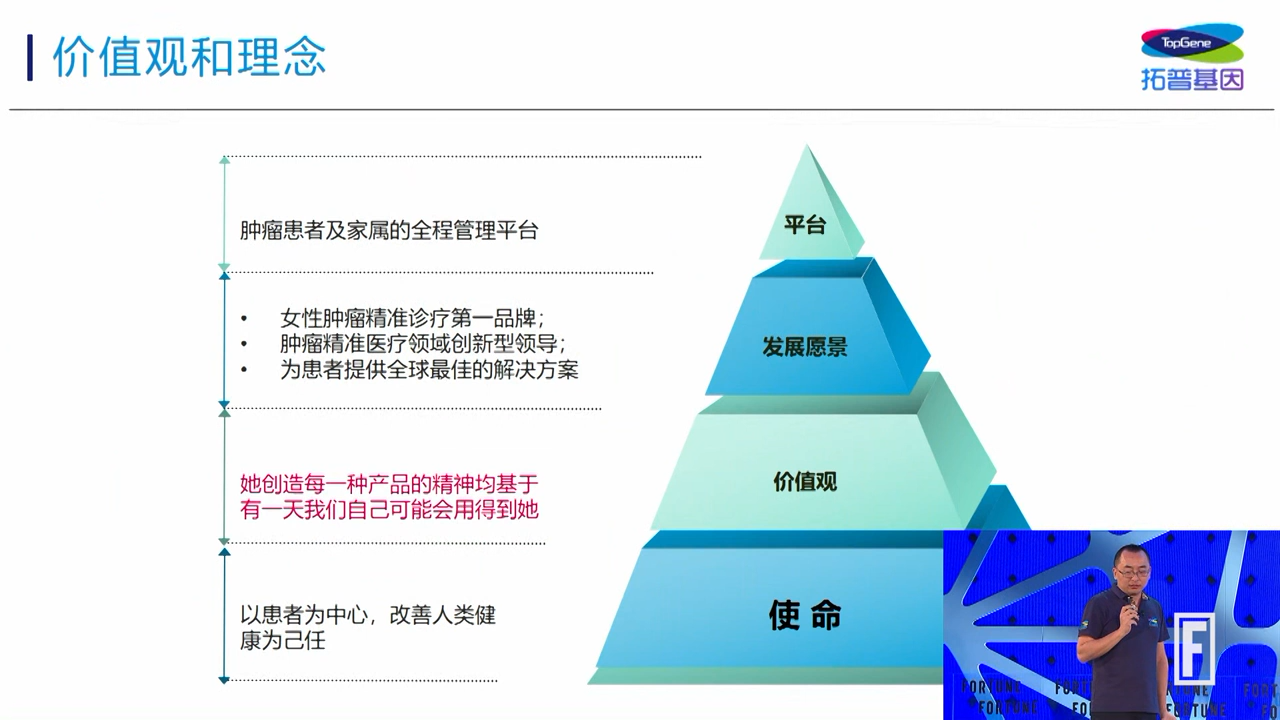 价值观和理念
TopGene
拓普基因
肿瘤患者及家属的全程管理平台
平台
• 女性肿瘤精准诊疗第一品牌；
• 肿瘤精准医疗领域创新型领导；
• 为患者提供全球最佳的解决方案
发展愿景
她创造每一种产品的精神均基于
有一天我们自己可能会用得到她
价值观
以患者为中心，改善人类健
康为己任
使 命
F
FORTUNE
FORTUNE
FORTUNE